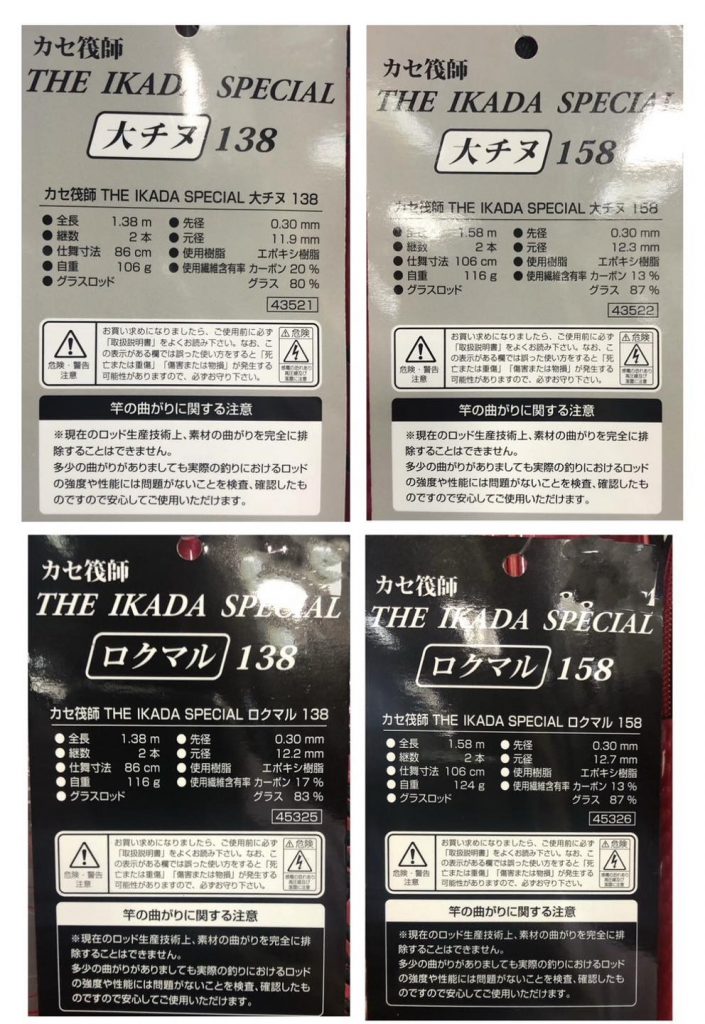 カセ筏師
THE IKADA SPECIAL
大チヌ 138
カセ筏師 THE IKADA SPECIAL 大チヌ 138
●全長 1.38 m ●先径 0.30 mm
●継数 2 本 ●元径 11.9 mm
●仕舞寸法 86 cm ●使用樹脂 エポキシ樹脂
●自重 106 g ●使用繊維含有率 カーボン 20 %
●グラスロッド グラス 80 %
43521
危険・警告
注意
お買い求めになりましたら、ご使用前に必ず
「取扱説明書」をよくお読み下さい。なお、こ
の表示がある欄では誤った使い方をすると「死
亡または重傷」「傷害または物損」が発生する
可能性がありますので、必ずお守り下さい。
危険
竿の曲がりに関する注意
※現在のロッド生産技術上、素材の曲がりを完全に排
除することはできません。
多少の曲がりがありましても実際の釣りにおけるロッド
の強度や性能には問題がないことを検査、確認したも
のですので安心してご使用いただけます。
カセ筏師
THE IKADA SPECIAL
大チヌ 158
カセ筏師 THE IKADA SPECIAL 大チヌ 158
●全長 1.58 m ●先径 0.30 mm
●継数 2 本 ●元径 12.3 mm
●仕舞寸法 106 cm ●使用樹脂 エポキシ樹脂
●自重 116 g ●使用繊維含有率 カーボン 13 %
●グラスロッド グラス 87 %
43522
危険・警告
注意
お買い求めになりましたら、ご使用前に必ず
「取扱説明書」をよくお読み下さい。なお、こ
の表示がある欄では誤った使い方をすると「死
亡または重傷」「傷害または物損」が発生する
可能性がありますので、必ずお守り下さい。
危険
竿の曲がりに関する注意
※現在のロッド生産技術上、素材の曲がりを完全に排
除することはできません。
多少の曲がりがありましても実際の釣りにおけるロッド
の強度や性能には問題がないことを検査、確認したも
のですので安心してご使用いただけます。
カセ筏師
THE IKADA SPECIAL
ロクマル 138
カセ筏師 THE IKADA SPECIAL ロクマル 138
●全長 1.38 m ●先径 0.30 mm
●継数 2 本 ●元径 12.2 mm
●仕舞寸法 86 cm ●使用樹脂 エポキシ樹脂
●自重 116 g ●使用繊維含有率 カーボン 17 %
●グラスロッド グラス 83 %
45325
危険・警告
注意
お買い求めになりましたら、ご使用前に必ず
「取扱説明書」をよくお読み下さい。なお、こ
の表示がある欄では誤った使い方をすると「死
亡または重傷」「傷害または物損」が発生する
可能性がありますので、必ずお守り下さい。
危険
竿の曲がりに関する注意
※現在のロッド生産技術上、素材の曲がりを完全に排
除することはできません。
多少の曲がりがありましても実際の釣りにおけるロッド
の強度や性能には問題がないことを検査、確認したも
のですので安心してご使用いただけます。
カセ筏師
THE IKADA SPECIAL
ロクマル 158
カセ筏師 THE IKADA SPECIAL ロクマル 158
●全長 1.58 m ●先径 0.30 mm
●継数 2 本 ●元径 12.7 mm
●仕舞寸法 106 cm ●使用樹脂 エポキシ樹脂
●自重 124 g ●使用繊維含有率 カーボン 13 %
●グラスロッド グラス 87 %
45326
危険・警告
注意
お買い求めになりましたら、ご使用前に必ず
「取扱説明書」をよくお読み下さい。なお、こ
の表示がある欄では誤った使い方をすると「死
亡または重傷」「傷害または物損」が発生する
可能性がありますので、必ずお守り下さい。
危険
竿の曲がりに関する注意
※現在のロッド生産技術上、素材の曲がりを完全に排
除することはできません。
多少の曲がりがありましても実際の釣りにおけるロッド
の強度や性能には問題がないことを検査、確認したも
のですので安心してご使用いただけます。